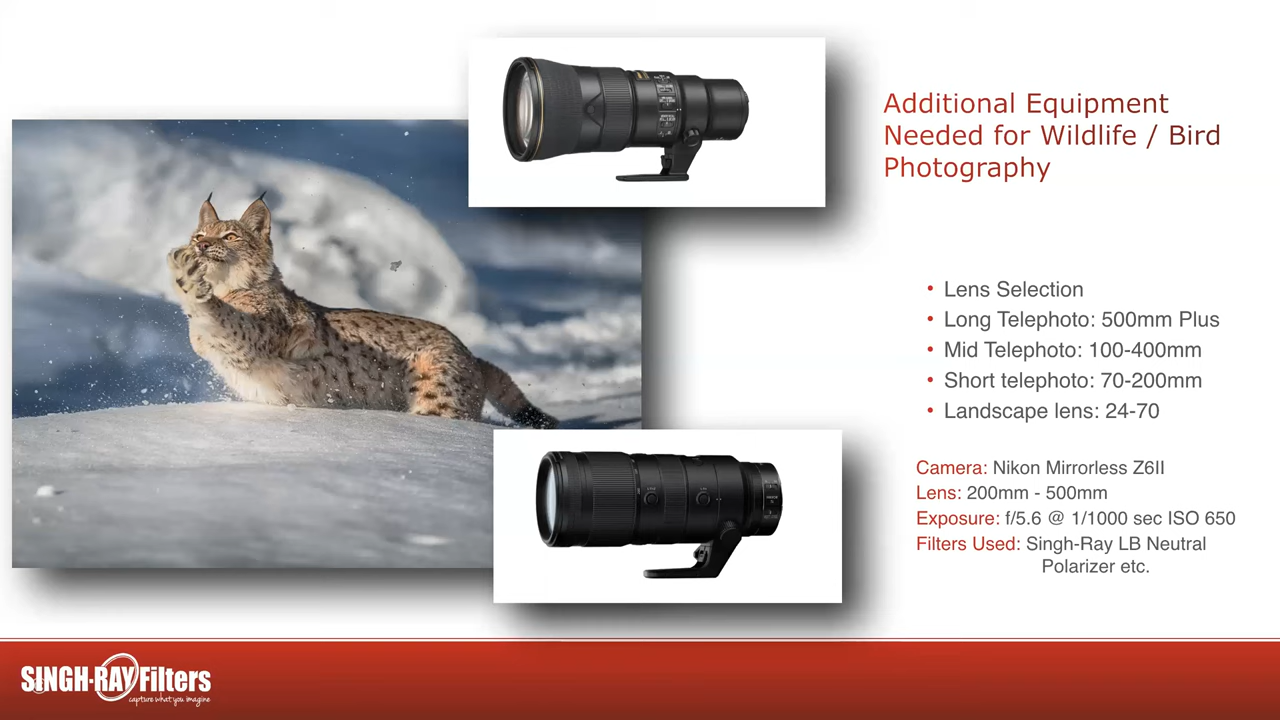 Additional Equipment
Needed for Wildlife / Bird
Photography
• Lens Selection
• Long Telephoto: 500mm Plus
• Mid Telephoto: 100-400mm
• Short telephoto: 70-200mm
• Landscape lens: 24-70
Camera: Nikon Mirrorless Z6II
Lens: 200mm - 500mm
Exposure: f/5.6 @ 1/1000 sec ISO 650
Filters Used: Singh-Ray LB Neutral
Polarizer etc.
SINGH-RAY Filters
capture what you imagine